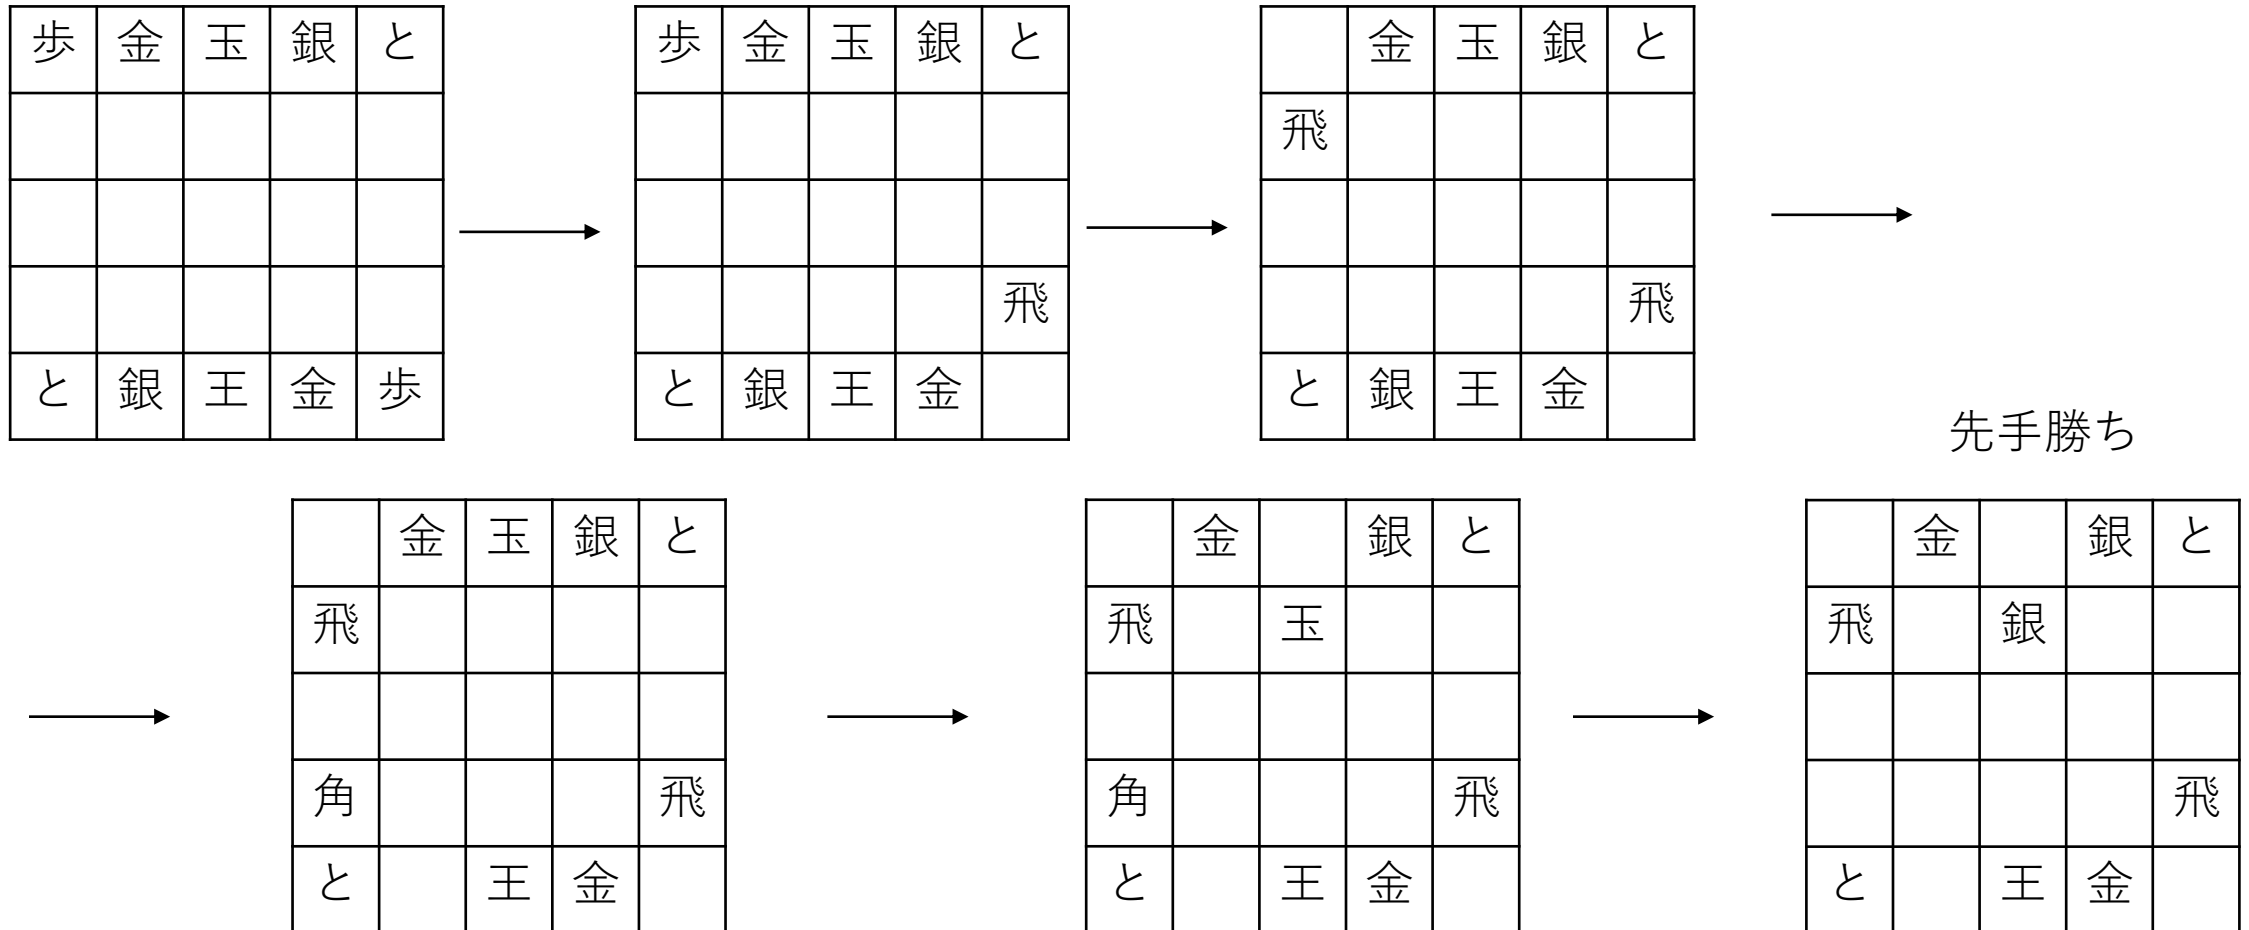 歩金玉銀と
と銀王金歩
歩金玉銀と
飛
と銀王金
金玉銀と
飛
飛
と銀王金
先手勝ち
金玉銀と
飛
角飛
と王金
金銀と
飛玉
角飛
と王金
金銀と
飛銀
飛
と王金